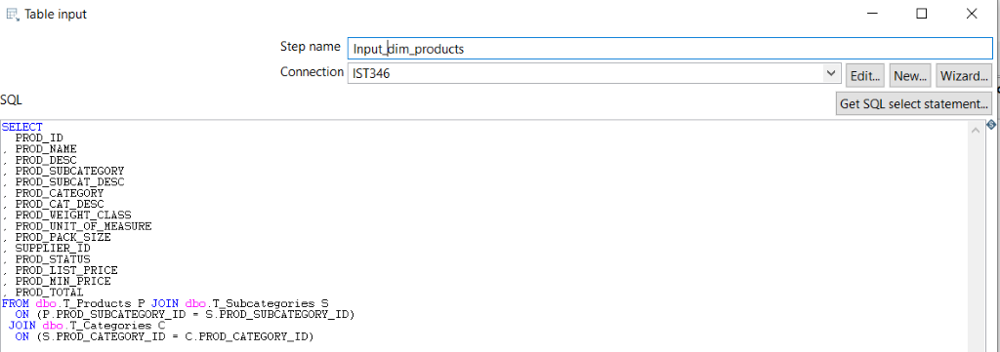 Table input
Step name Input_dim_products
Connection IST346 Edit... New... Wizard...
SQL Get SQL select statement...
SELECT
PROD_ID
, PROD_NAME
, PROD_DESC
, PROD_SUBCATEGORY
, PROD_SUBCAT_DESC
, PROD_CATEGORY
, PROD_CAT_DESC
, PROD_WEIGHT_CLASS
, PROD_UNIT_OF_MEASURE
, PROD_PACK_SIZE
, SUPPLIER_ID
, PROD_STATUS
, PROD_LIST_PRICE
, PROD_MIN_PRICE
, PROD_TOTAL
FROM dbo.T_Products P JOIN dbo.T_Subcategories S
ON (P.PROD_SUBCATEGORY_ID = S.PROD_SUBCATEGORY_ID)
JOIN dbo.T_Categories C
ON (S.PROD_CATEGORY_ID = C.PROD_CATEGORY_ID)